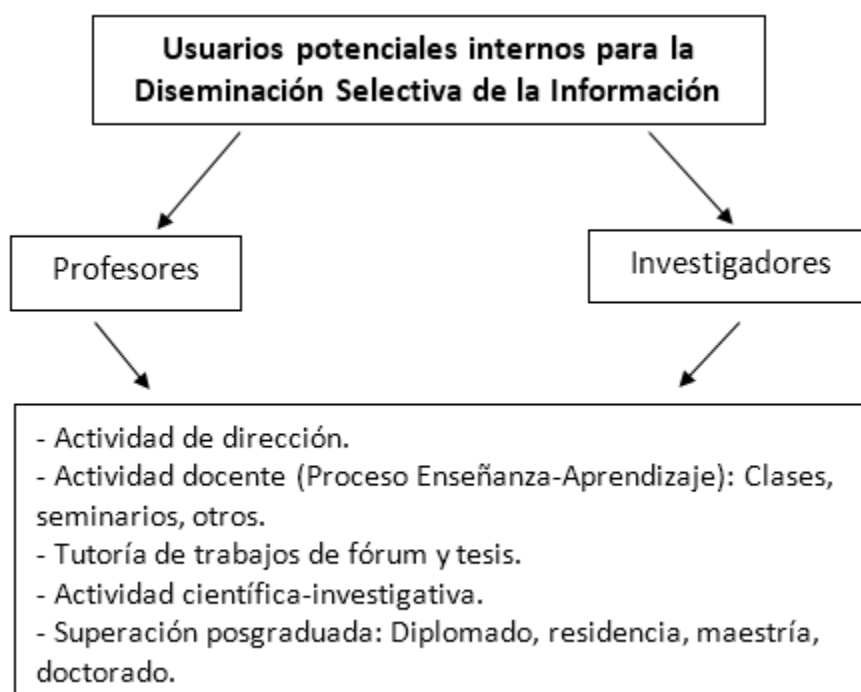 Usuarios potenciales internos para la
Diseminación Selectiva de la Información
Profesores
Investigadores
- Actividad de dirección.
- Actividad docente (Proceso Enseñanza-Aprendizaje): Clases,
seminarios, otros.
- Tutoría de trabajos de fórum y tesis.
- Actividad científica-investigativa.
- Superación posgraduada: Diplomado, residencia, maestría,
doctorado.